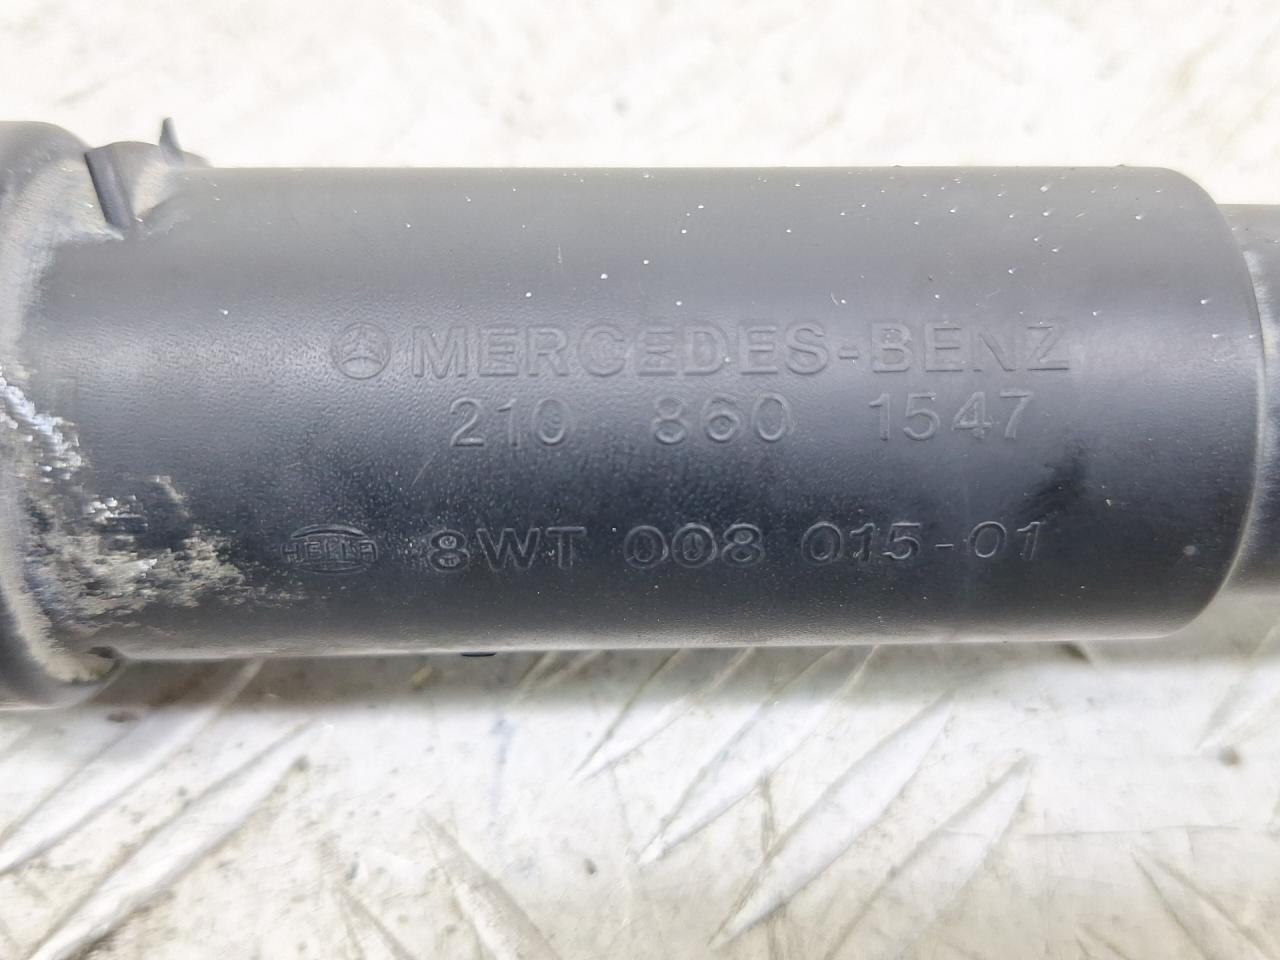 MERCEDES-BENZ
210 860 1547
HELLA 8WT 008 015-01